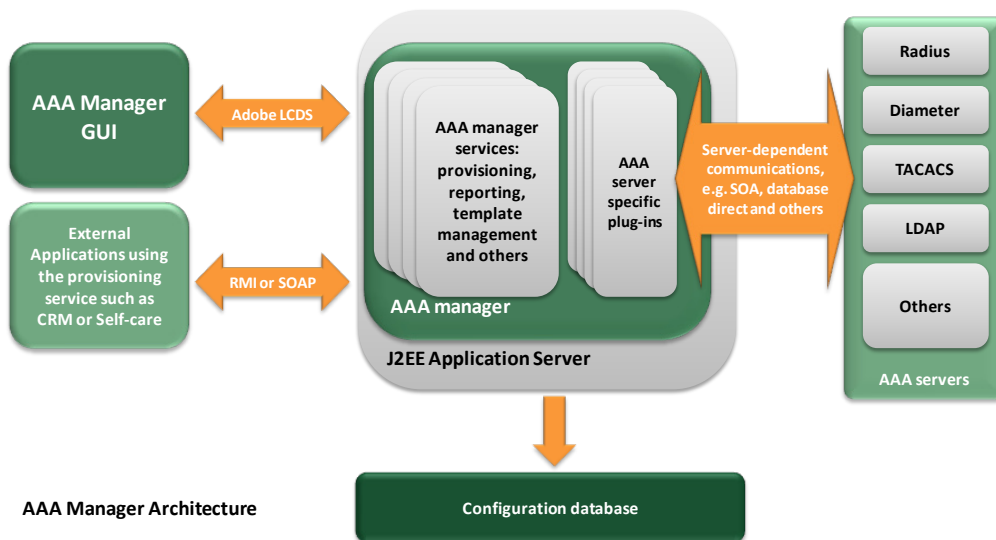 AAA Manager
GUI
Adobe LCDS
External
Applications using
the provisioning
service such as
CRM or Self-care
RMI or SOAP
AAA manager
services:
provisioning,
reporting,
template
management
and others
AAA
server
specific
plug-ins
AAA manager
J2EE Application Server
Server-dependent
communications,
e.g. SOA, database
direct and others
Radius
Diameter
TACACS
LDAP
Others
AAA servers
AAA Manager Architecture
Configuration database